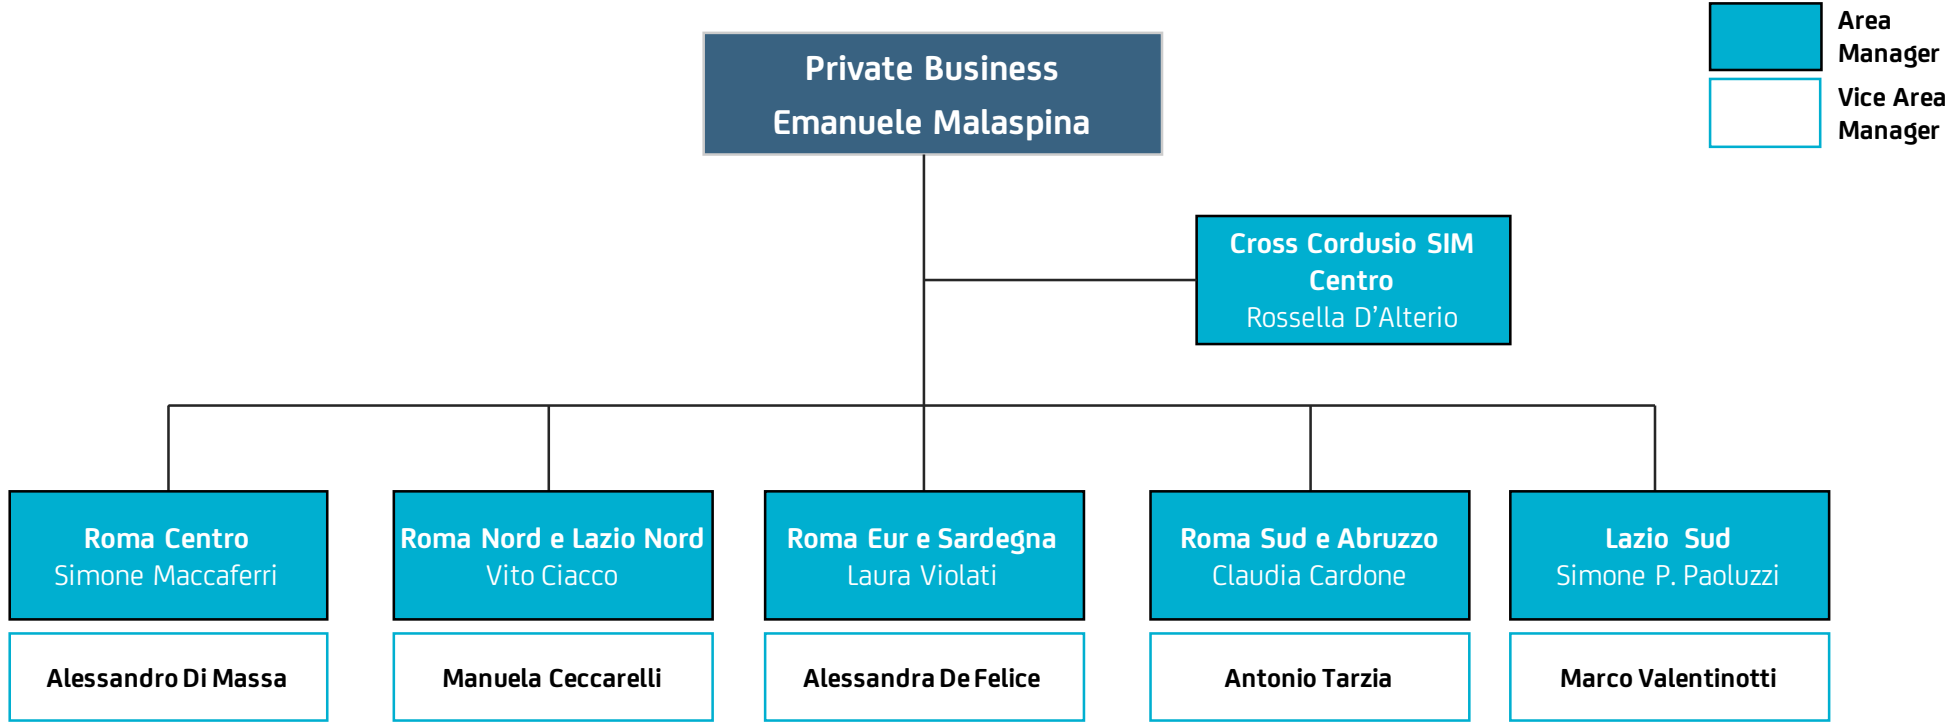 Area
Manager
Vice Area
Manager
Private Business
Emanuele Malaspina
Cross Cordusio SIM
Centro
Rossella D’Alterio
Roma Centro
Simone Maccaferri
Roma Nord e Lazio Nord
Vito Ciacco
Roma Eur e Sardegna
Laura Violati
Roma Sud e Abruzzo
Claudia Cardone
Lazio Sud
Simone P. Paoluzzi
Alessandro Di Massa
Manuela Ceccarelli
Alessandra De Felice
Antonio Tarzia
Marco Valentinotti